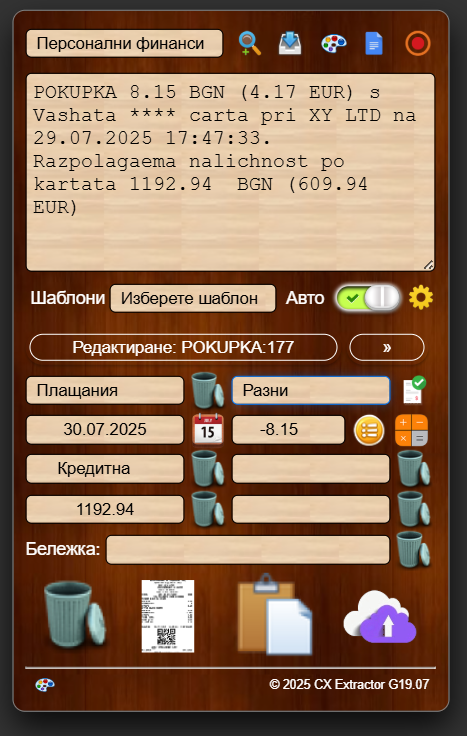 Персонални финанси
POKUPKA 8.15 BGN (4.17 EUR) s
Vashata **** carta pri XY LTD na
29.07.2025 17:47:33.
Razpolagaema nalichnost po
kartata 1192.94  BGN (609.94
EUR)
Шаблони Изберете шаблон Авто
Редактиране: POKUPKA:177 »
Плащания Разни
30.07.2025 15 -8.15
Кредитна
1192.94
Бележка:
© 2025 CX Extractor G19.07